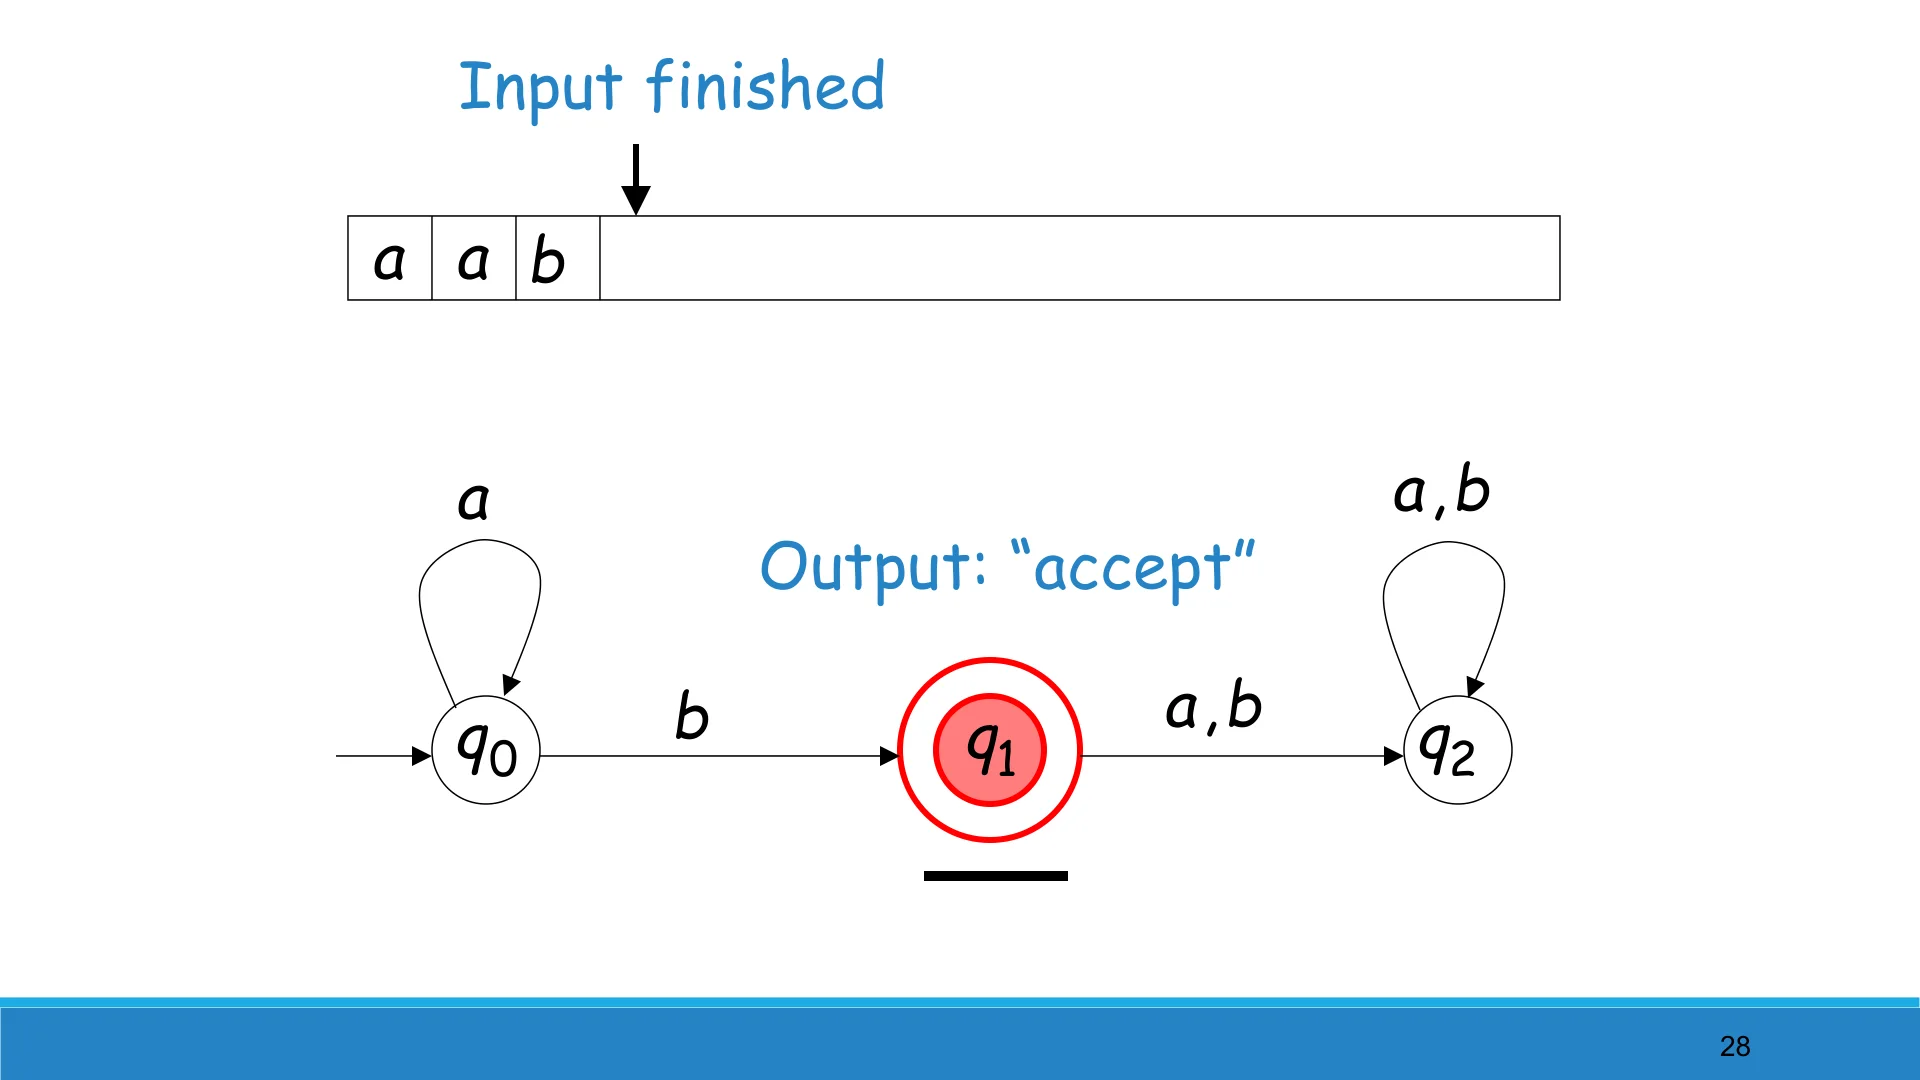 Input finished
a a b
a
a,b
Output: “accept”
b
a,b
q0
q1
q2
28